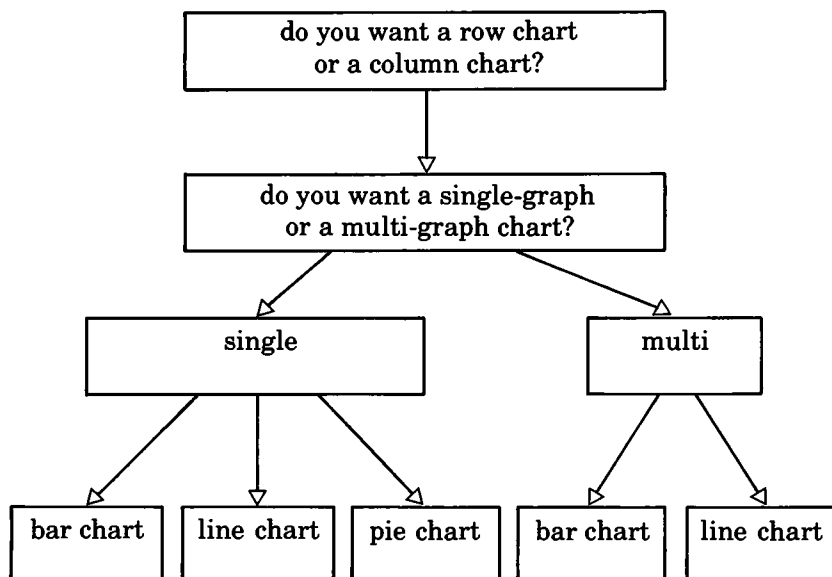 do you want a row chart
or a column chart?
do you want a single-graph
or a multi-graph chart?
single
multi
bar chart
line chart
pie chart
bar chart
line chart